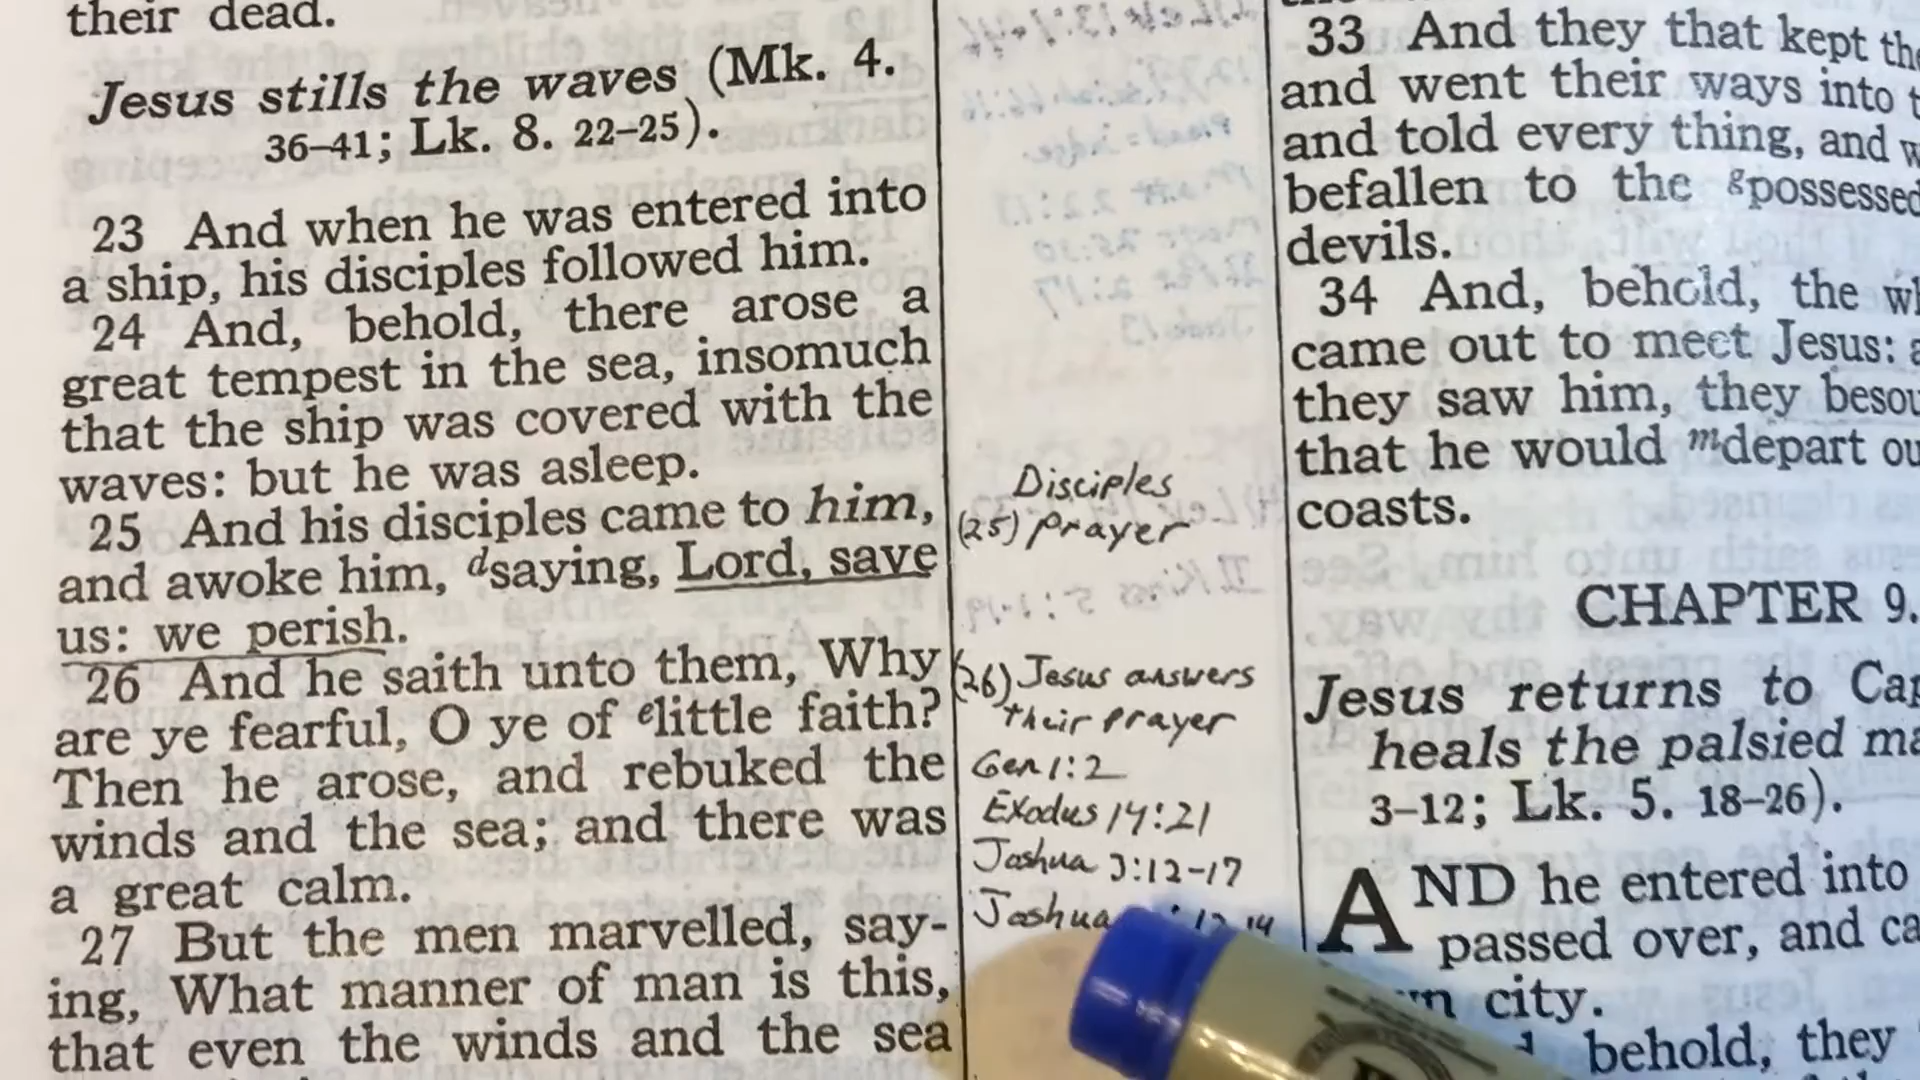 their dead.
Jesus stills the waves (Mk. 4.
36–41; Lk. 8. 22–25).
23 And when he was entered into
a ship, his disciples followed him.
24 And, behold, there arose a
great tempest in the sea, insomuch
that the ship was covered with the
waves: but he was asleep.
25 And his disciples came to him,
and awoke him, dsaying, Lord, save
us: we perish.
26 And he saith unto them, Why
are ye fearful, O ye of elittle faith?
Then he arose, and rebuked the
winds and the sea; and there was
a great calm.
27 But the men marvelled, say-
ing, What manner of man is this,
that even the winds and the sea
Disciples
(25) Prayer
(26) Jesus answers
their prayer
Gen 1:2
Exodus 14:21
Joshua 3:12-17
Joshua
33 And they that kept
and went their ways into
and told every thing, and
befallen to the gpossessed
devils.
34 And, behold, the
came out to meet Jesus:
they saw him, they
that he would mdepart
coasts.
CHAPTER 9.
Jesus returns to
heals the palsied
3–12; Lk. 5. 18–26).
AND he entered into
passed over, and
city.
behold, they